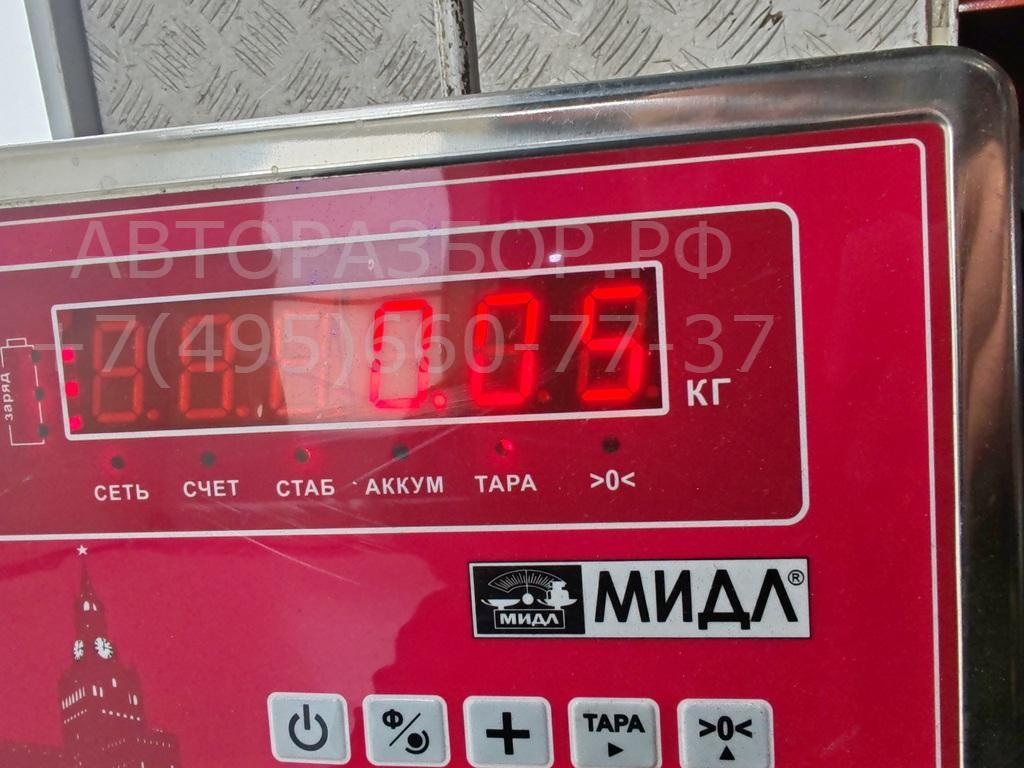 АВТОРАЗБОР.РФ
+7(495)660-77-37
0.05
КГ
заряд
СЕТЬ СЧЕТ СТАБ АККУМ ТАРА >0<
МИДЛ
МИДЛ®
Ф
ТАРА
>0<